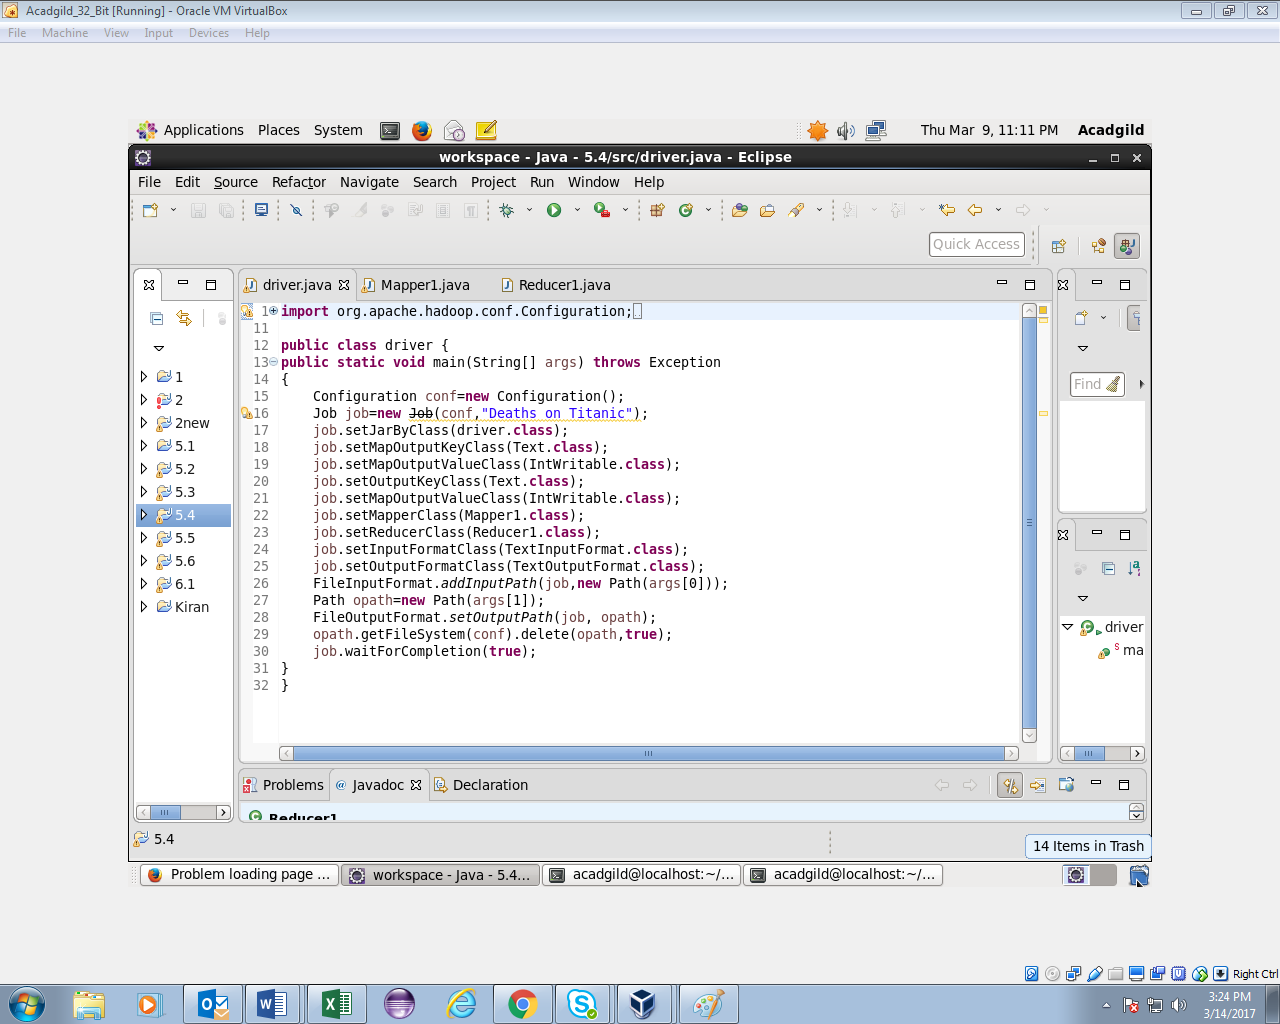 Acadgild_32_Bit [Running] - Oracle VM VirtualBox
File Machine View Input Devices Help
Applications Places System Thu Mar 9, 11:11 PM Acadgild
workspace - Java - 5.4/src/driver.java - Eclipse
File Edit Source Refactor Navigate Search Project Run Window Help
Quick Access
driver.java Mapper1.java Reducer1.java
1 import org.apache.hadoop.conf.Configuration;
11
12 public class driver {
13 public static void main(String[] args) throws Exception
14 {
15 Configuration conf=new Configuration();
16 Job job=new Job(conf,"Deaths on Titanic");
17 job.setJarByClass(driver.class);
18 job.setMapOutputKeyClass(Text.class);
19 job.setMapOutputValueClass(IntWritable.class);
20 job.setOutputKeyClass(Text.class);
21 job.setMapOutputValueClass(IntWritable.class);
22 job.setMapperClass(Mapper1.class);
23 job.setReducerClass(Reducer1.class);
24 job.setInputFormatClass(TextInputFormat.class);
25 job.setOutputFormatClass(TextOutputFormat.class);
26 FileInputFormat.addInputPath(job,new Path(args[0]));
27 Path opath=new Path(args[1]);
28 FileOutputFormat.setOutputPath(job, opath);
29 opath.getFileSystem(conf).delete(opath,true);
30 job.waitForCompletion(true);
31 }
32 }
1
2
2new
5.1
5.2
5.3
5.4
5.5
5.6
6.1
Kiran
Find
driver
ma
Problems @ Javadoc Declaration
Reducer1
5.4
14 Items in Trash
Problem loading page ... workspace - Java - 5.4... acadgild@localhost:~/... acadgild@localhost:~/...
Right Ctrl
3:24 PM
3/14/2017